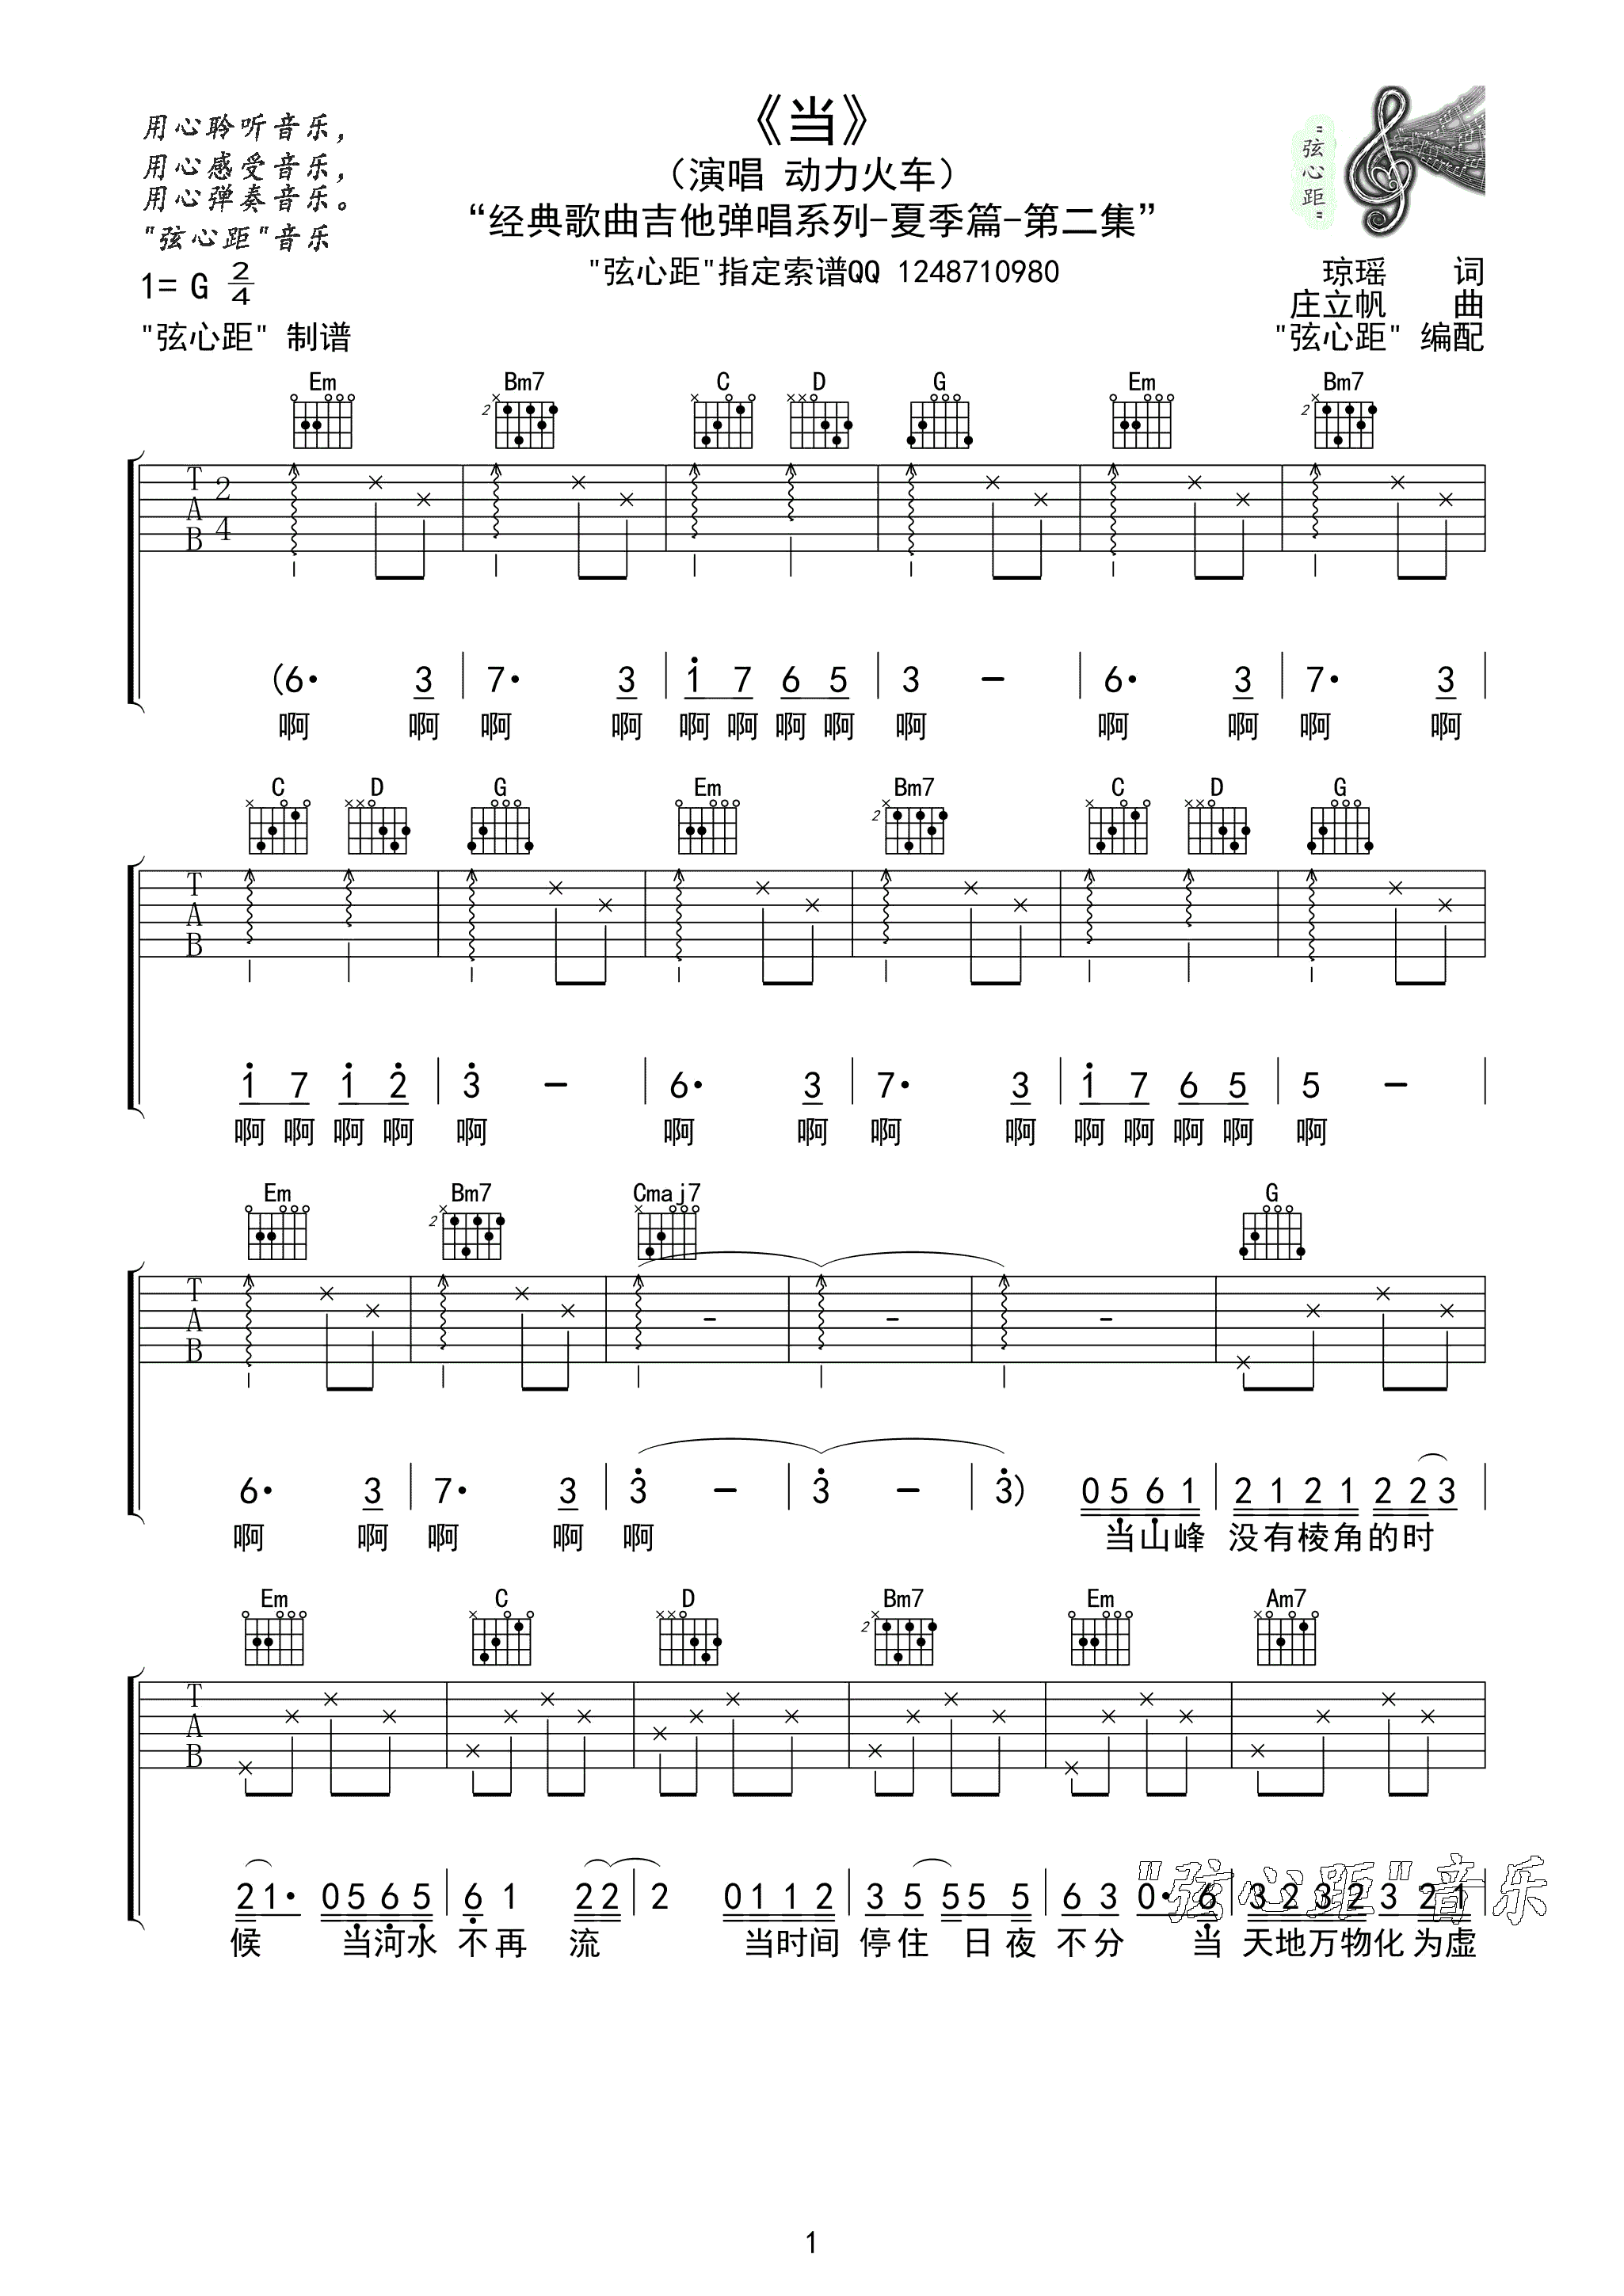 《当》
用心聆听音乐，
（演唱 动力火车）
用心感受音乐，
用心弹奏音乐。
“经典歌曲吉他弹唱系列-夏季篇-第二集”
"弦心距"
"弦心距"音乐
"弦心距"指定索谱QQ 1248710980
琼瑶 词
1= G 2/4
庄立帆 曲
"弦心距" 制谱
"弦心距" 编配
Em Bm7 C D G Em Bm7
2 2
T A B 2 4
(6· 3 | 7· 3 | 1 7 6 5 | 3 - | 6· 3 | 7· 3 |
啊 啊 啊 啊 啊 啊 啊 啊 啊 啊 啊 啊 啊
C D G Em Bm7 C D G
2
T A B
1 7 1 2 | 3 - | 6· 3 | 7· 3 | 1 7 6 5 | 5 - |
啊 啊 啊 啊 啊 啊 啊 啊 啊 啊 啊 啊 啊 啊
Em Bm7 Cmaj7 G
2
T A B
6· 3 | 7· 3 | 3 - | 3 - | 3) 0 5 6 1 | 2 1 2 1 2 2 3 |
啊 啊 啊 啊 啊 当山峰 没有棱角的时
Em C D Bm7 Em Am7
2
T A B
2 1· 0 5 6 5 | 6 1 2 2 | 2 0 1 1 2 | 3 5 5 5 5 | 6 3 0· 6 | 3 2 3 2 3 2 1 |
候 当河水 不再 流 当时间 停住 日夜 不分 当 天地万物化为虚
"弦心距"音乐
1